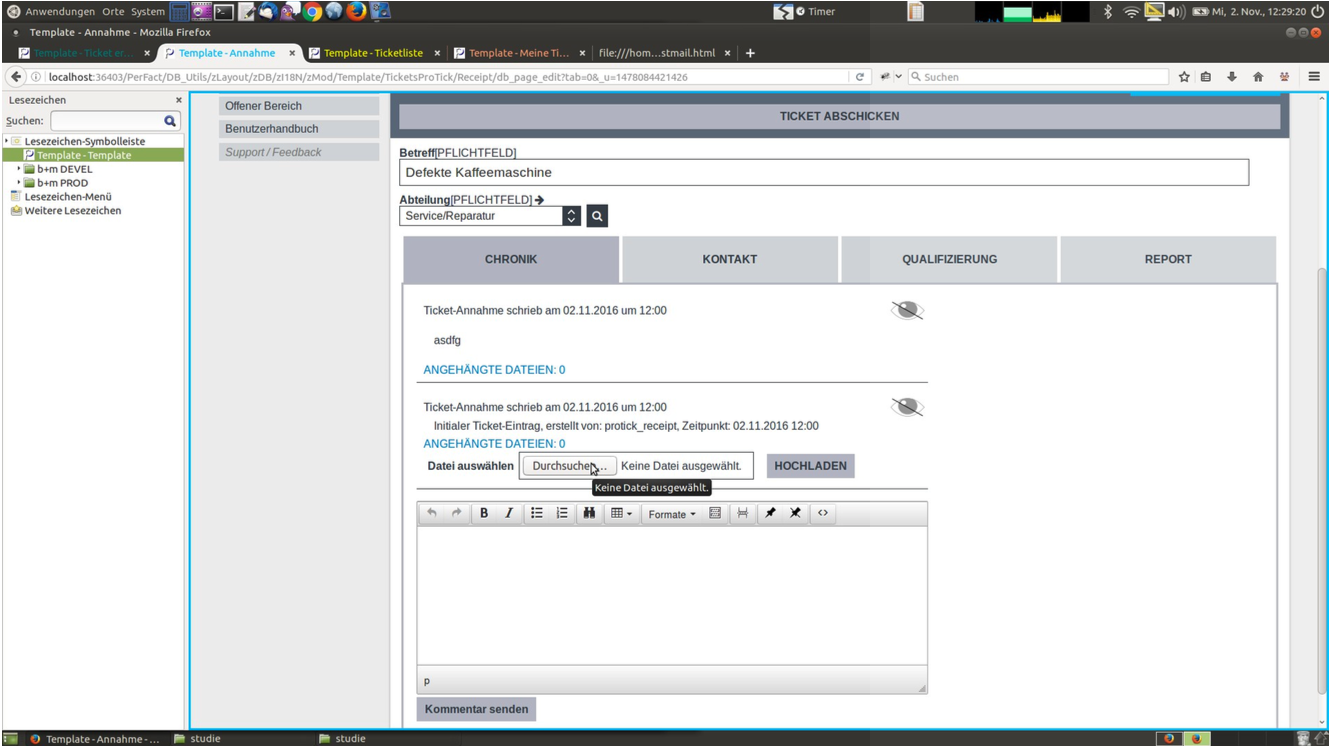 Anwendungen Orte System
Timer
Mi, 2. Nov., 12:29:20
Template - Annahme - Mozilla Firefox
Template - Ticket er... ×
Template - Annahme ×
Template - Ticketliste ×
Template - Meine Ti... ×
file:///hom...stmail.html ×
localhost:36403/PerFact/DB_Utils/zLayout/zDB/zI18N/zMod/Template/TicketsProTick/Receipt/db_page_edit?tab=0&_u=1478084421426
Suchen
Lesezeichen ×
Suchen:
Lesezeichen-Symbolleiste
Template - Template
b+m DEVEL
b+m PROD
Lesezeichen-Menü
Weitere Lesezeichen
Offener Bereich
Benutzerhandbuch
Support / Feedback
TICKET ABSCHICKEN
Betreff[PFLICHTFELD]
Defekte Kaffeemaschine
Abteilung[PFLICHTFELD]
Service/Reparatur
CHRONIK KONTAKT QUALIFIZIERUNG REPORT
Ticket-Annahme schrieb am 02.11.2016 um 12:00
asdfg
ANGEHÄNGTE DATEIEN: 0
Ticket-Annahme schrieb am 02.11.2016 um 12:00
Initialer Ticket-Eintrag, erstellt von: protick_receipt, Zeitpunkt: 02.11.2016 12:00
ANGEHÄNGTE DATEIEN: 0
Datei auswählen Durchsuchen... Keine Datei ausgewählt. HOCHLADEN
Keine Datei ausgewählt.
B I Formate
p
Kommentar senden
Template - Annahme - ... studie studie